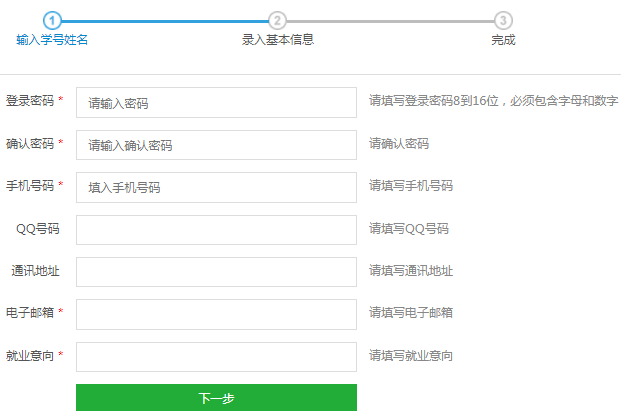 1 2 3
输入学号姓名 录入基本信息 完成
登录密码 * 请输入密码 请填写登录密码8到16位，必须包含字母和数字
确认密码 * 请输入确认密码 请确认密码
手机号码 * 填入手机号码 请填写手机号码
QQ号码 请填写QQ号码
通讯地址 请填写通讯地址
电子邮箱 * 请填写电子邮箱
就业意向 * 请填写就业意向
下一步